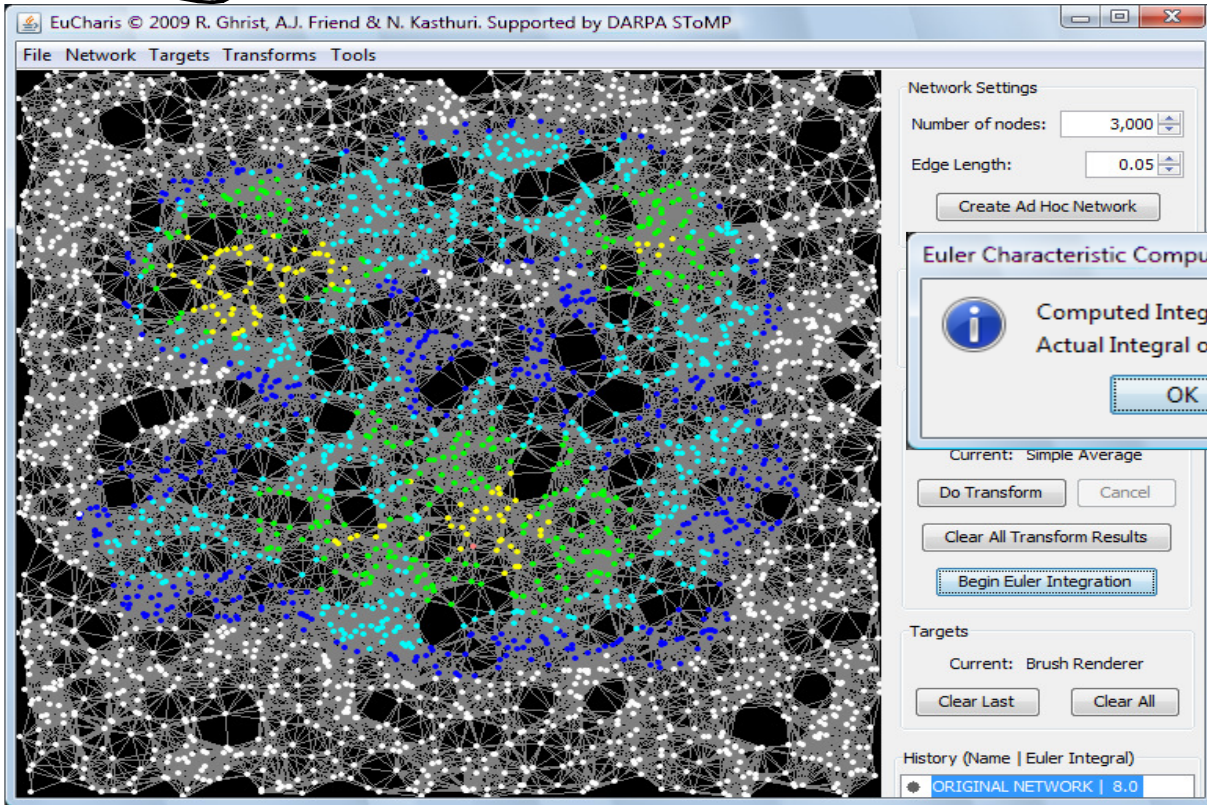 EuCharis © 2009 R. Ghrist, A.J. Friend & N. Kasthuri. Supported by DARPA SToMP
File Network Targets Transforms Tools
Network Settings
Number of nodes: 3,000
Edge Length: 0.05
Create Ad Hoc Network
Euler Characteristic Compu
Computed Integ
Actual Integral o
OK
Current: Simple Average
Do Transform Cancel
Clear All Transform Results
Begin Euler Integration
Targets
Current: Brush Renderer
Clear Last Clear All
History (Name | Euler Integral)
ORIGINAL NETWORK | 8.0